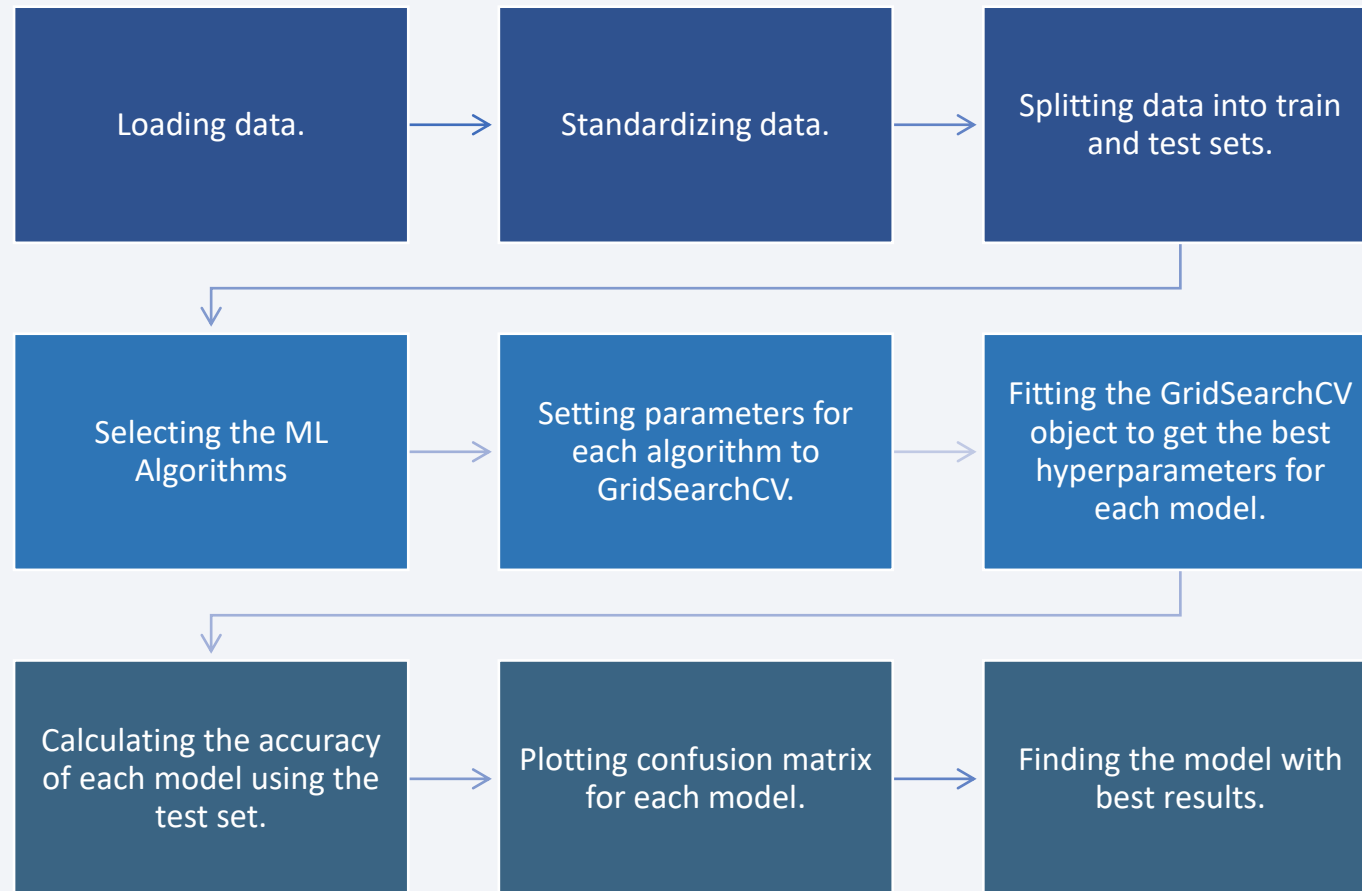 Loading data.
Standardizing data.
Splitting data into train
and test sets.
Selecting the ML
Algorithms
Setting parameters for
each algorithm to
GridSearchCV.
Fitting the GridSearchCV
object to get the best
hyperparameters for
each model.
Calculating the accuracy
of each model using the
test set.
Plotting confusion matrix
for each model.
Finding the model with
best results.